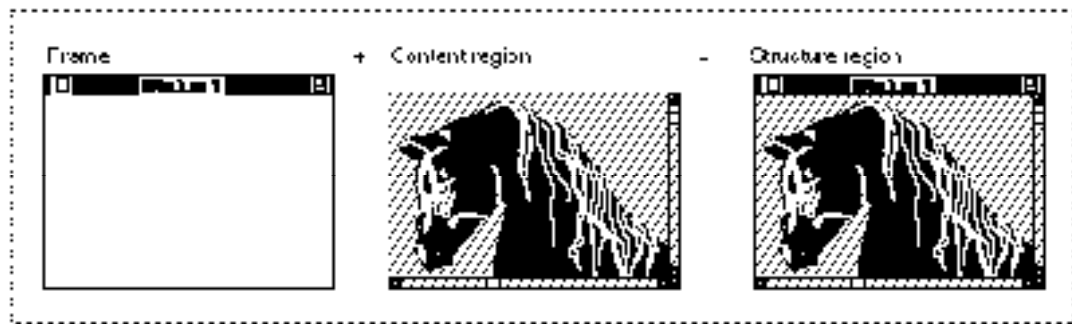 Frame + Content region = Structure region